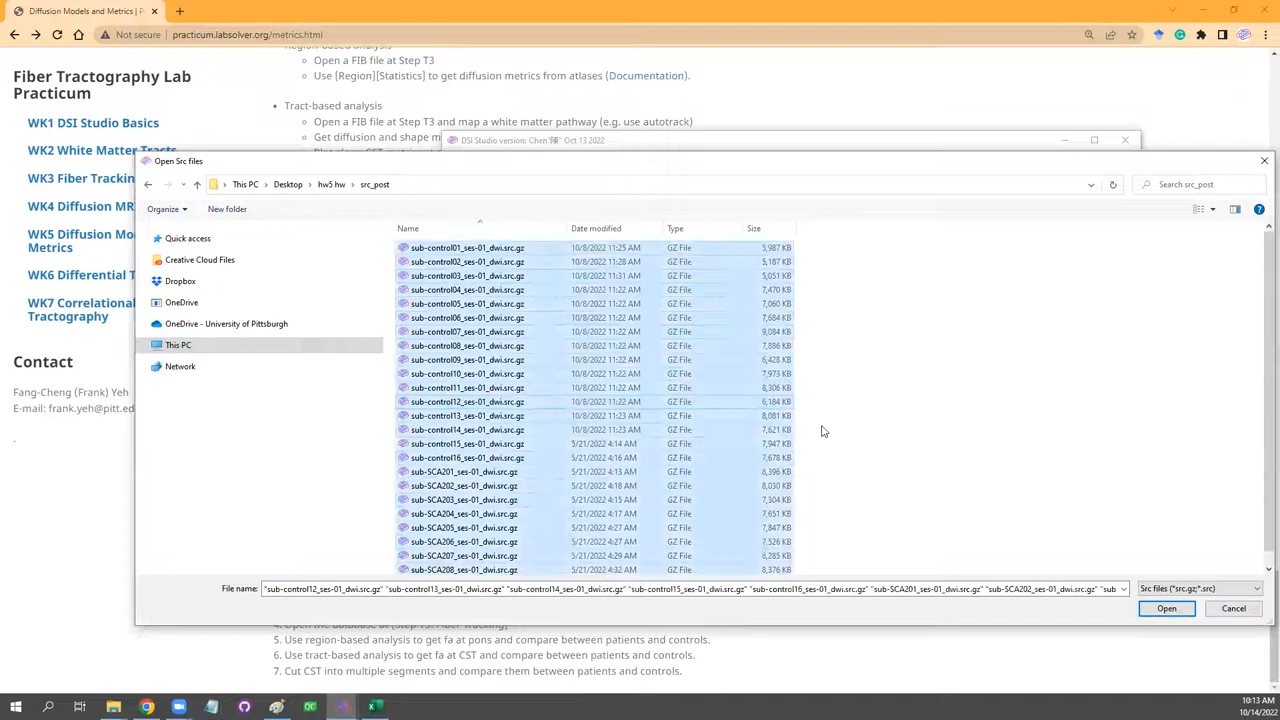 Diffusion Models and Metrics |
Not secure practicum.labsolver.org/metrics.html
Fiber Tractography Lab
Practicum
WK1 DSI Studio Basics
WK2 White Matter Tracts
WK3 Fiber Trackin
WK4 Diffusion MR
WK5 Diffusion Mo
Metrics
WK6 Differential T
WK7 Correlational
Tractography
Contact
Fang-Cheng (Frank) Yeh
E-mail: frank.yeh@pitt.ed
.
Region-based analysis
Open a FIB file at Step T3
Use [Region][Statistics] to get diffusion metrics from atlases (Documentation).
Tract-based analysis
Open a FIB file at Step T3 and map a white matter pathway (e.g. use autotrack)
Get diffusion and shape m
DSI Studio version: Chen "陳" Oct 13 2022
Open Src files
This PC
Desktop
hw5 hw
src_post
Search src_post
Organize
New folder
Quick access
Creative Cloud Files
Dropbox
OneDrive
OneDrive - University of Pittsburgh
This PC
Network
Name Date modified Type Size
sub-control01_ses-01_dwi.src.gz 10/8/2022 11:25 AM GZ File 5,987 KB
sub-control02_ses-01_dwi.src.gz 10/8/2022 11:28 AM GZ File 5,187 KB
sub-control03_ses-01_dwi.src.gz 10/8/2022 11:31 AM GZ File 5,051 KB
sub-control04_ses-01_dwi.src.gz 10/8/2022 11:22 AM GZ File 7,470 KB
sub-control05_ses-01_dwi.src.gz 10/8/2022 11:22 AM GZ File 7,060 KB
sub-control06_ses-01_dwi.src.gz 10/8/2022 11:22 AM GZ File 7,684 KB
sub-control07_ses-01_dwi.src.gz 10/8/2022 11:22 AM GZ File 9,084 KB
sub-control08_ses-01_dwi.src.gz 10/8/2022 11:22 AM GZ File 7,886 KB
sub-control09_ses-01_dwi.src.gz 10/8/2022 11:22 AM GZ File 6,428 KB
sub-control10_ses-01_dwi.src.gz 10/8/2022 11:22 AM GZ File 7,973 KB
sub-control11_ses-01_dwi.src.gz 10/8/2022 11:22 AM GZ File 8,306 KB
sub-control12_ses-01_dwi.src.gz 10/8/2022 11:22 AM GZ File 6,184 KB
sub-control13_ses-01_dwi.src.gz 10/8/2022 11:23 AM GZ File 8,081 KB
sub-control14_ses-01_dwi.src.gz 10/8/2022 11:23 AM GZ File 7,621 KB
sub-control15_ses-01_dwi.src.gz 5/21/2022 4:14 AM GZ File 7,947 KB
sub-control16_ses-01_dwi.src.gz 5/21/2022 4:16 AM GZ File 7,678 KB
sub-SCA201_ses-01_dwi.src.gz 5/21/2022 4:13 AM GZ File 8,396 KB
sub-SCA202_ses-01_dwi.src.gz 5/21/2022 4:18 AM GZ File 8,030 KB
sub-SCA203_ses-01_dwi.src.gz 5/21/2022 4:15 AM GZ File 7,304 KB
sub-SCA204_ses-01_dwi.src.gz 5/21/2022 4:17 AM GZ File 7,651 KB
sub-SCA205_ses-01_dwi.src.gz 5/21/2022 4:27 AM GZ File 7,847 KB
sub-SCA206_ses-01_dwi.src.gz 5/21/2022 4:27 AM GZ File 7,526 KB
sub-SCA207_ses-01_dwi.src.gz 5/21/2022 4:29 AM GZ File 8,285 KB
sub-SCA208_ses-01_dwi.src.gz 5/21/2022 4:32 AM GZ File 8,376 KB
File name: "sub-control12_ses-01_dwi.src.gz" "sub-control13_ses-01_dwi.src.gz" "sub-control14_ses-01_dwi.src.gz" "sub-control15_ses-01_dwi.src.gz" "sub-control16_ses-01_dwi.src.gz" "sub-SCA201_ses-01_dwi.src.gz" "sub-SCA202_ses-01_dwi.src.gz" "sub
Src files (*src.gz;*.src)
Open
Cancel
5. Use region-based analysis to get fa at pons and compare between patients and controls.
6. Use tract-based analysis to get fa at CST and compare between patients and controls.
7. Cut CST into multiple segments and compare them between patients and controls.
10:13 AM
10/14/2022